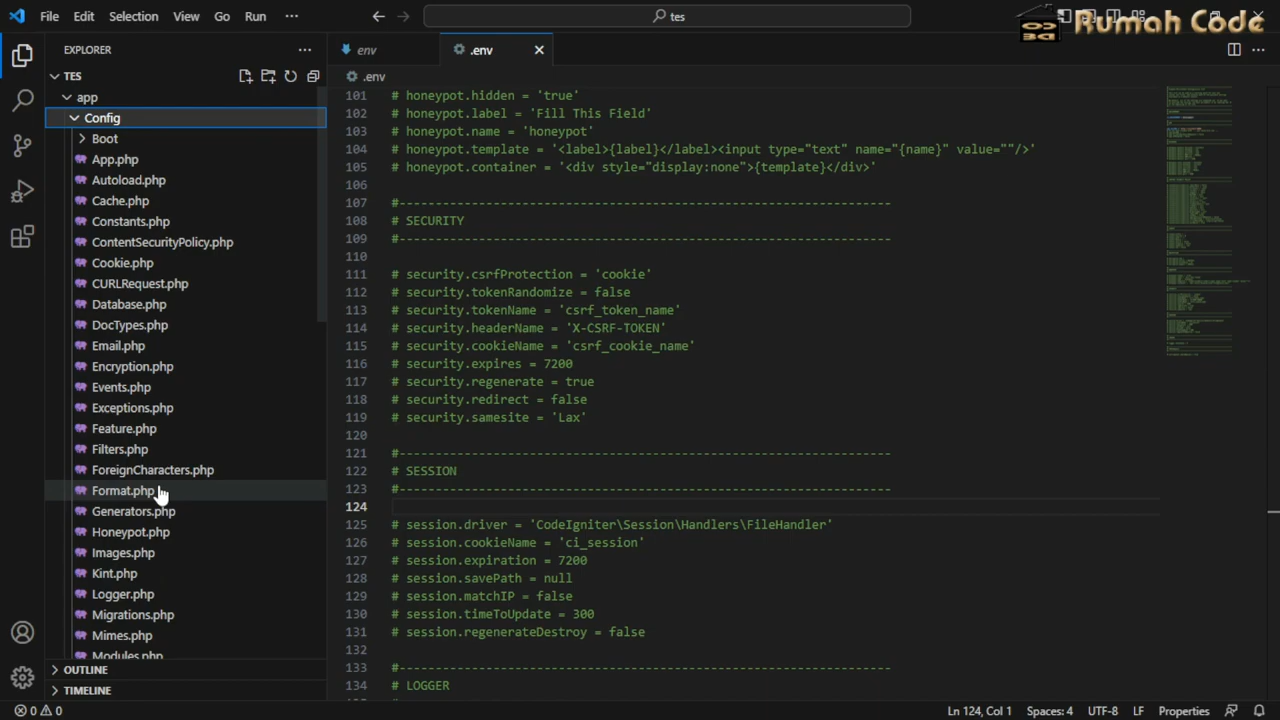 File Edit Selection View Go Run ···
tes
CO
DE
Rumah Code
EXPLORER
env
.env
TES
.env
app
Config
Boot
App.php
Autoload.php
Cache.php
Constants.php
ContentSecurityPolicy.php
Cookie.php
CURLRequest.php
Database.php
DocTypes.php
Email.php
Encryption.php
Events.php
Exceptions.php
Feature.php
Filters.php
ForeignCharacters.php
Format.php
Generators.php
Honeypot.php
Images.php
Kint.php
Logger.php
Migrations.php
Mimes.php
Modules.php
OUTLINE
TIMELINE
101 # honeypot.hidden = 'true'
102 # honeypot.label = 'Fill This Field'
103 # honeypot.name = 'honeypot'
104 # honeypot.template = '<label>{label}</label><input type="text" name="{name}" value=""/>'
105 # honeypot.container = '<div style="display:none">{template}</div>'
106
107 #--------------------------------------------------------------------
108 # SECURITY
109 #--------------------------------------------------------------------
110
111 # security.csrfProtection = 'cookie'
112 # security.tokenRandomize = false
113 # security.tokenName = 'csrf_token_name'
114 # security.headerName = 'X-CSRF-TOKEN'
115 # security.cookieName = 'csrf_cookie_name'
116 # security.expires = 7200
117 # security.regenerate = true
118 # security.redirect = false
119 # security.samesite = 'Lax'
120
121 #--------------------------------------------------------------------
122 # SESSION
123 #--------------------------------------------------------------------
124
125 # session.driver = 'CodeIgniter\Session\Handlers\FileHandler'
126 # session.cookieName = 'ci_session'
127 # session.expiration = 7200
128 # session.savePath = null
129 # session.matchIP = false
130 # session.timeToUpdate = 300
131 # session.regenerateDestroy = false
132
133 #--------------------------------------------------------------------
134 # LOGGER
0 0
Ln 124, Col 1 Spaces: 4 UTF-8 LF Properties